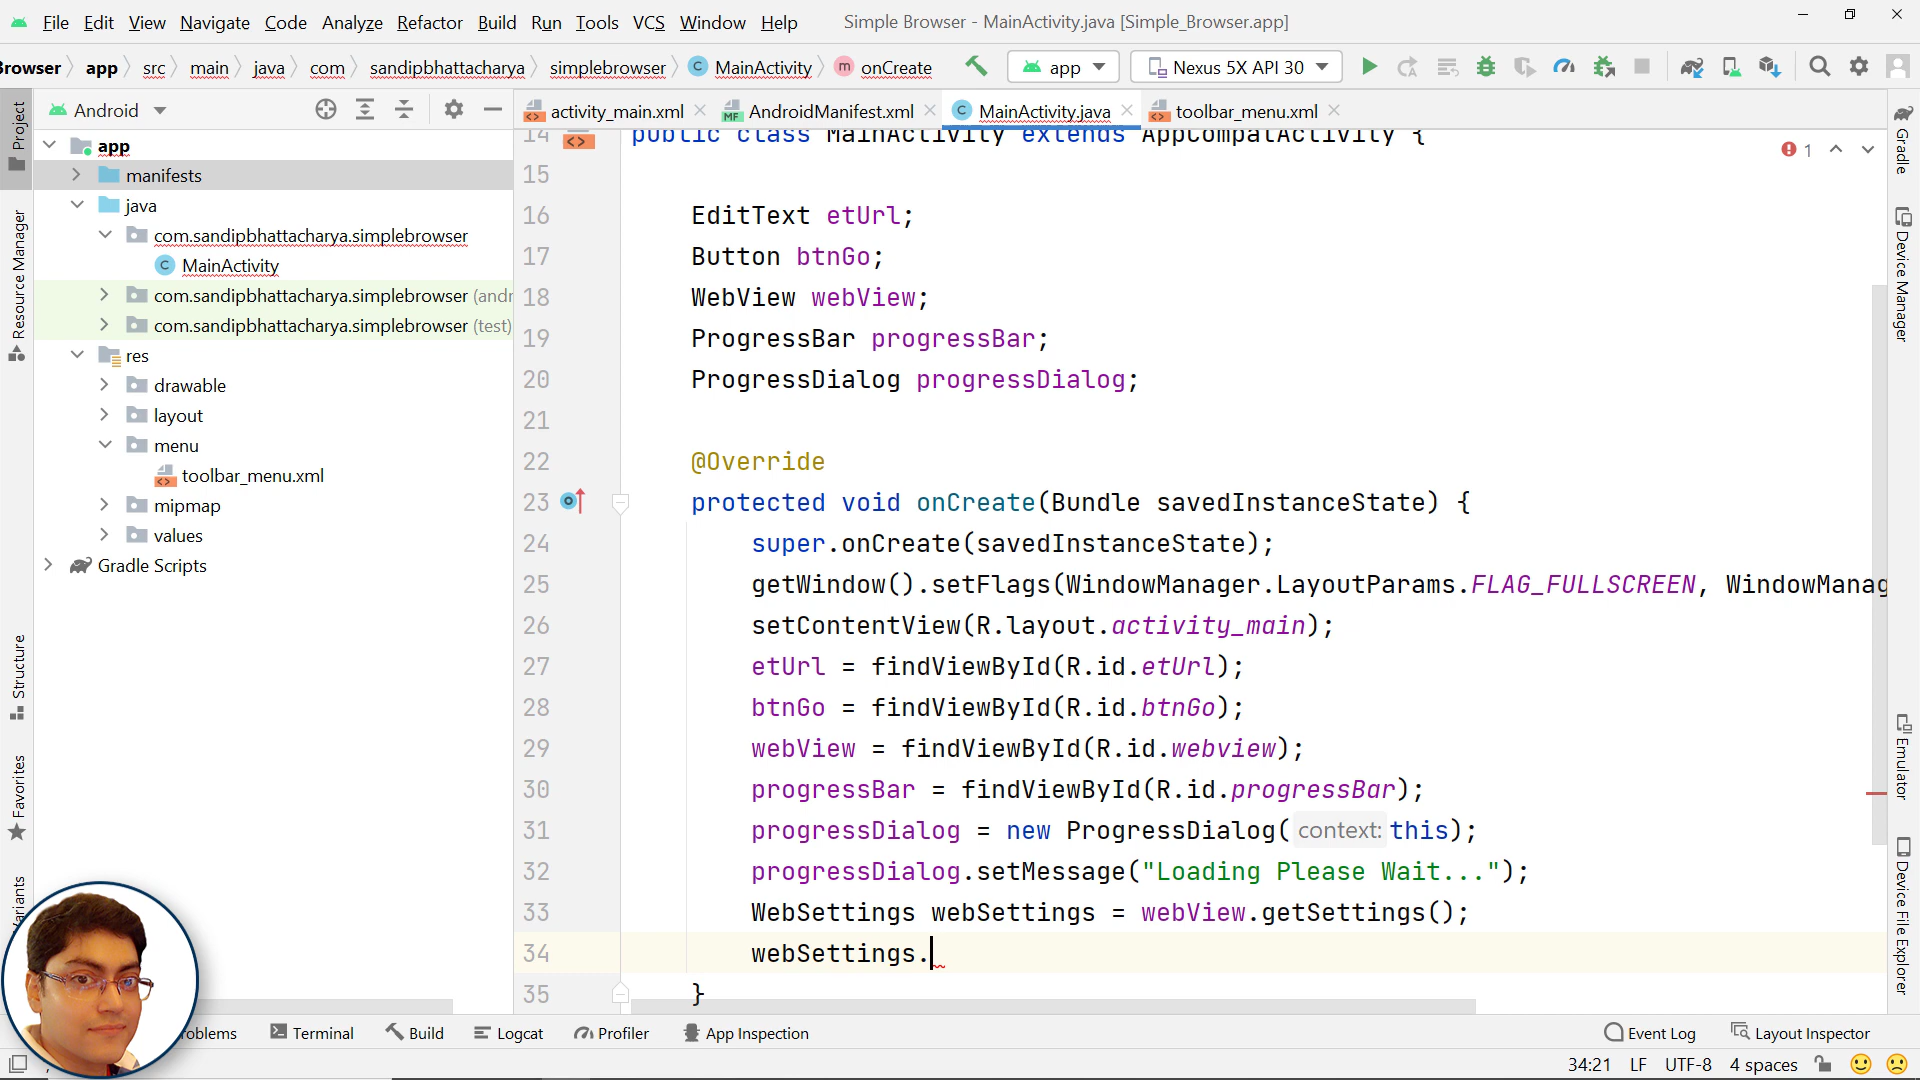 File Edit View Navigate Code Analyze Refactor Build Run Tools VCS Window Help Simple Browser - MainActivity.java [Simple_Browser.app]
Browser app src main java com sandipbhattacharya simplebrowser MainActivity onCreate app Nexus 5X API 30
Android activity_main.xml AndroidManifest.xml MainActivity.java toolbar_menu.xml
Project
Resource Manager
Structure
Favorites
app
manifests
java
com.sandipbhattacharya.simplebrowser
MainActivity
com.sandipbhattacharya.simplebrowser (andr
com.sandipbhattacharya.simplebrowser (test)
res
drawable
layout
menu
toolbar_menu.xml
mipmap
values
Gradle Scripts
14 public class MainActivity extends AppCompatActivity {
1
15
16 EditText etUrl;
17 Button btnGo;
18 WebView webView;
19 ProgressBar progressBar;
20 ProgressDialog progressDialog;
21
22 @Override
23 protected void onCreate(Bundle savedInstanceState) {
24 super.onCreate(savedInstanceState);
25 getWindow().setFlags(WindowManager.LayoutParams.FLAG_FULLSCREEN, WindowManag
26 setContentView(R.layout.activity_main);
27 etUrl = findViewById(R.id.etUrl);
28 btnGo = findViewById(R.id.btnGo);
29 webView = findViewById(R.id.webview);
30 progressBar = findViewById(R.id.progressBar);
31 progressDialog = new ProgressDialog( context: this);
32 progressDialog.setMessage("Loading Please Wait...");
33 WebSettings webSettings = webView.getSettings();
34 webSettings.
35 }
Gradle
Device Manager
Emulator
Device File Explorer
Terminal Build Logcat Profiler App Inspection Event Log Layout Inspector
34:21 LF UTF-8 4 spaces